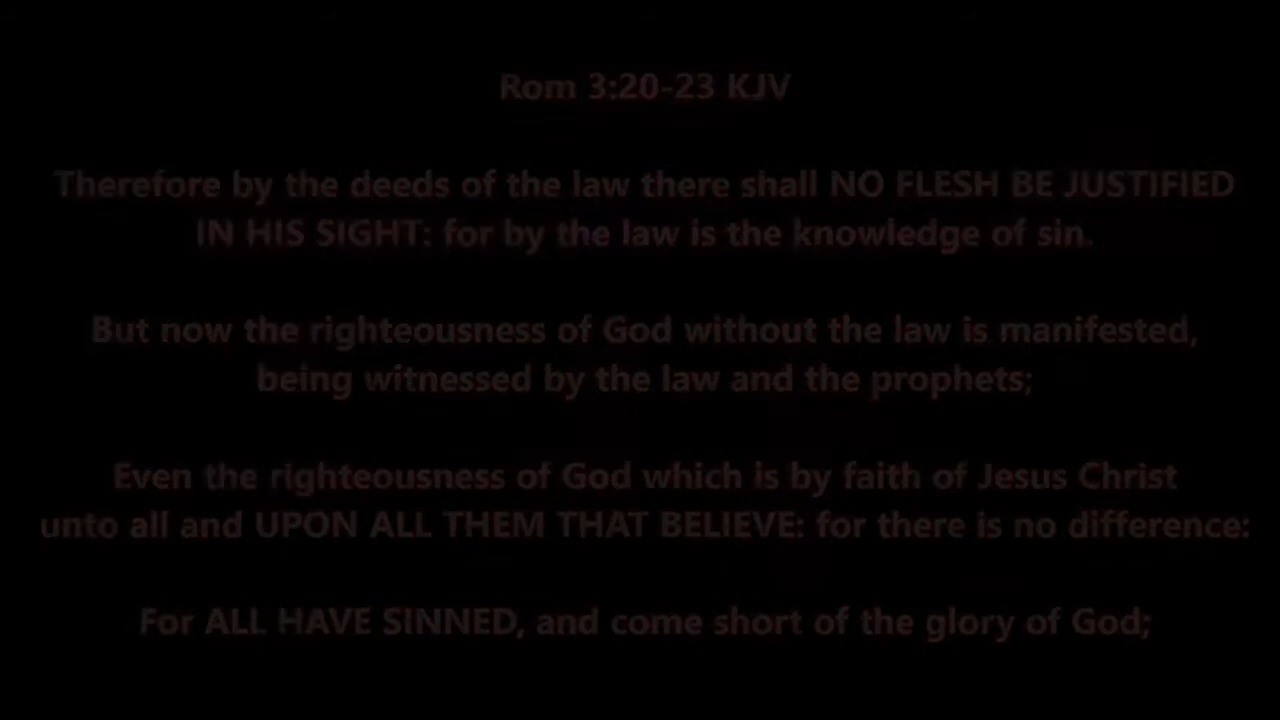 Rom 3:20-23 KJV
Therefore by the deeds of the law there shall NO FLESH BE JUSTIFIED
IN HIS SIGHT: for by the law is the knowledge of sin.
But now the righteousness of God without the law is manifested,
being witnessed by the law and the prophets;
Even the righteousness of God which is by faith of Jesus Christ
unto all and UPON ALL THEM THAT BELIEVE: for there is no difference:
For ALL HAVE SINNED, and come short of the glory of God;